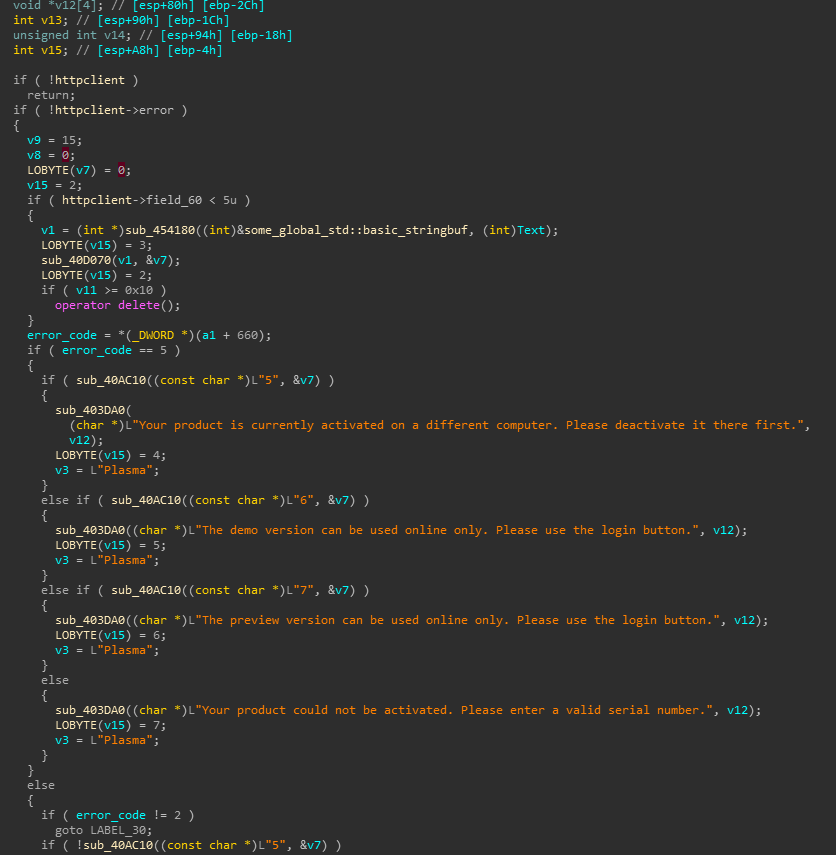 void *v12[4]; // [esp+80h] [ebp-2Ch]
int v13; // [esp+90h] [ebp-1Ch]
unsigned int v14; // [esp+94h] [ebp-18h]
int v15; // [esp+A8h] [ebp-4h]
if ( !httpclient )
return;
if ( !httpclient->error )
{
v9 = 15;
v8 = 0;
LOBYTE(v7) = 0;
v15 = 2;
if ( httpclient->field_60 < 5u )
{
v1 = (int *)sub_454180((int)&some_global_std::basic_stringbuf, (int)Text);
LOBYTE(v15) = 3;
sub_40D070(v1, &v7);
LOBYTE(v15) = 2;
if ( v11 >= 0x10 )
operator delete();
}
error_code = *(_DWORD *)(a1 + 660);
if ( error_code == 5 )
{
if ( sub_40AC10((const char *)L"5", &v7) )
{
sub_403DA0(
(char *)L"Your product is currently activated on a different computer. Please deactivate it there first.",
v12);
LOBYTE(v15) = 4;
v3 = L"Plasma";
}
else if ( sub_40AC10((const char *)L"6", &v7) )
{
sub_403DA0((char *)L"The demo version can be used online only. Please use the login button.", v12);
LOBYTE(v15) = 5;
v3 = L"Plasma";
}
else if ( sub_40AC10((const char *)L"7", &v7) )
{
sub_403DA0((char *)L"The preview version can be used online only. Please use the login button.", v12);
LOBYTE(v15) = 6;
v3 = L"Plasma";
}
else
{
sub_403DA0((char *)L"Your product could not be activated. Please enter a valid serial number.", v12);
LOBYTE(v15) = 7;
v3 = L"Plasma";
}
}
else
{
if ( error_code != 2 )
goto LABEL_30;
if ( !sub_40AC10((const char *)L"5", &v7) )